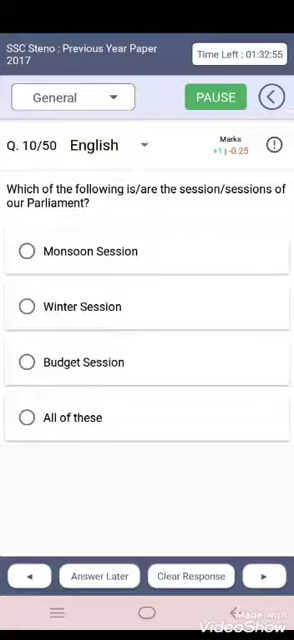 SSC Steno : Previous Year Paper
2017
Time Left : 01:32:55
General
PAUSE
Q. 10/50 English
Marks
+1 | -0.25
Which of the following is/are the session/sessions of
our Parliament?
Monsoon Session
Winter Session
Budget Session
All of these
Answer Later
Clear Response
Made with
VideoShow